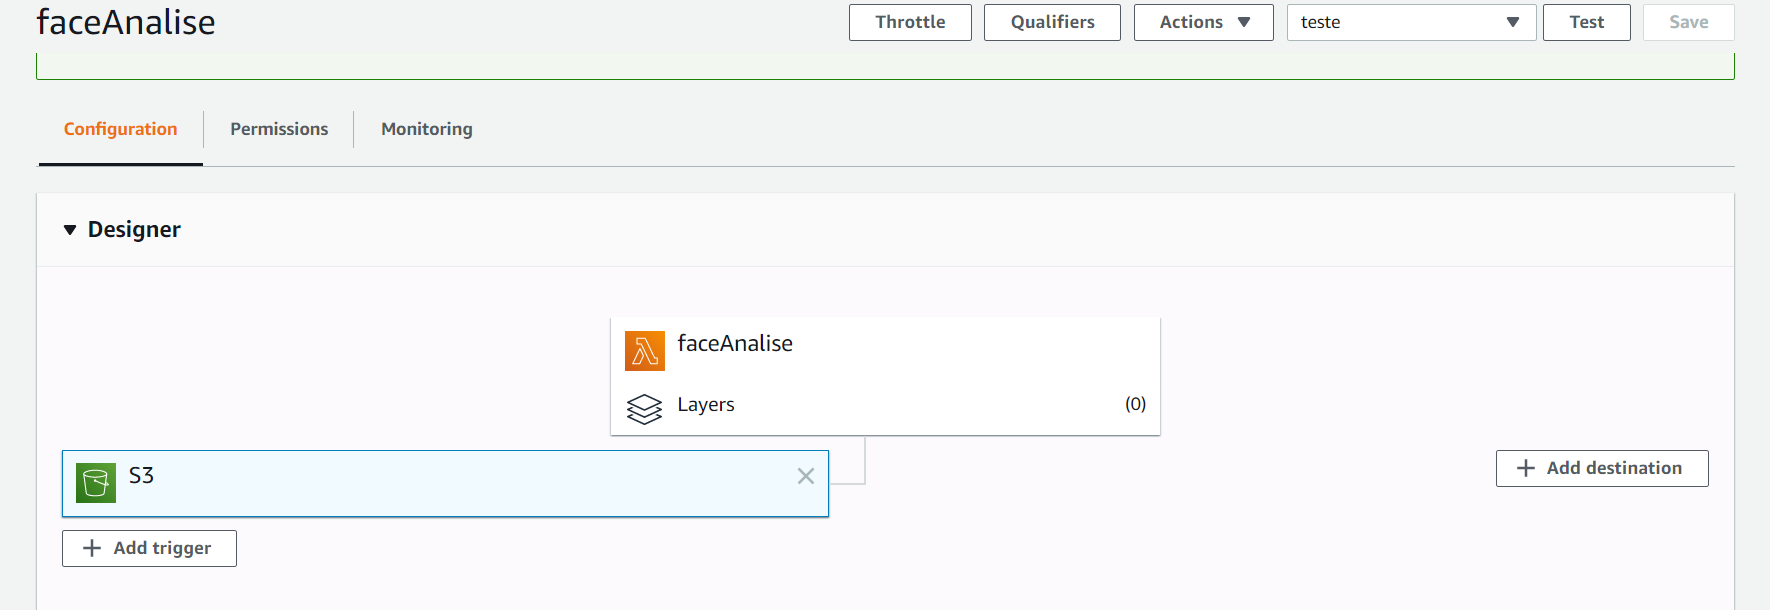 faceAnalise
Throttle
Qualifiers
Actions
teste
Test
Save
Configuration
Permissions
Monitoring
Designer
faceAnalise
Layers
(0)
S3
Add destination
Add trigger